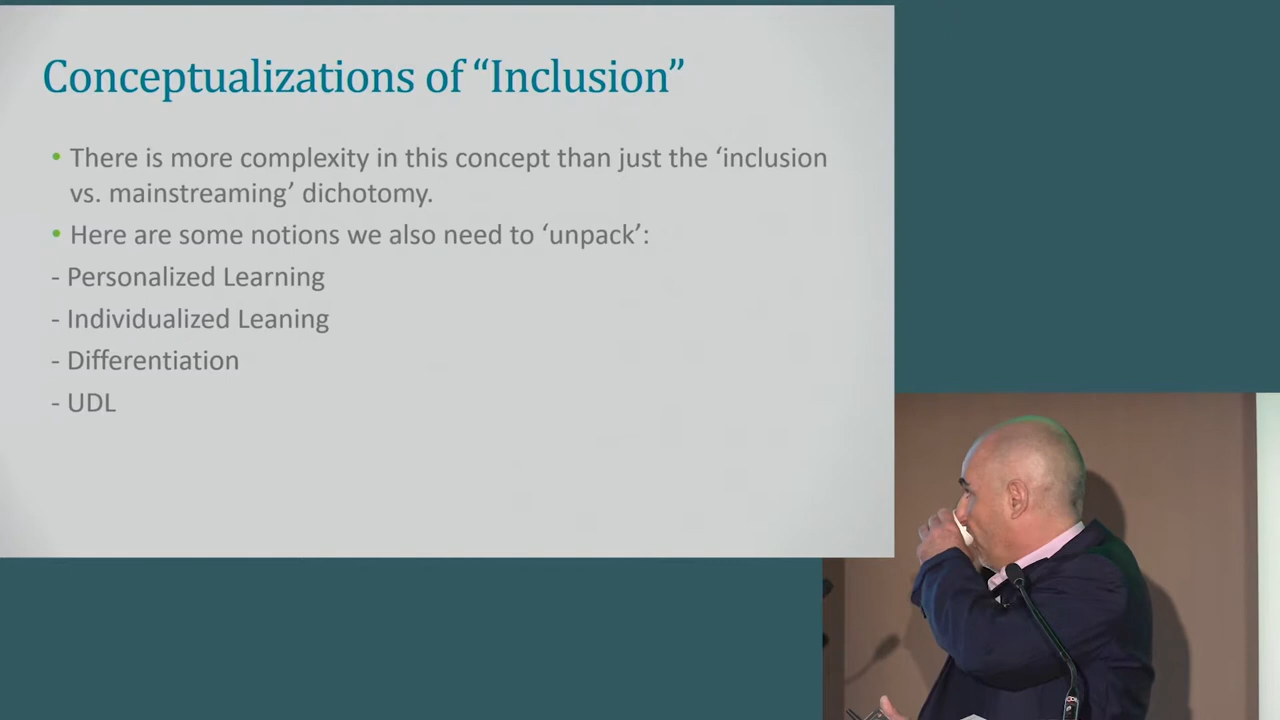 Conceptualizations of “Inclusion”
• There is more complexity in this concept than just the ‘inclusion
vs. mainstreaming’ dichotomy.
• Here are some notions we also need to ‘unpack’:
- Personalized Learning
- Individualized Leaning
- Differentiation
- UDL